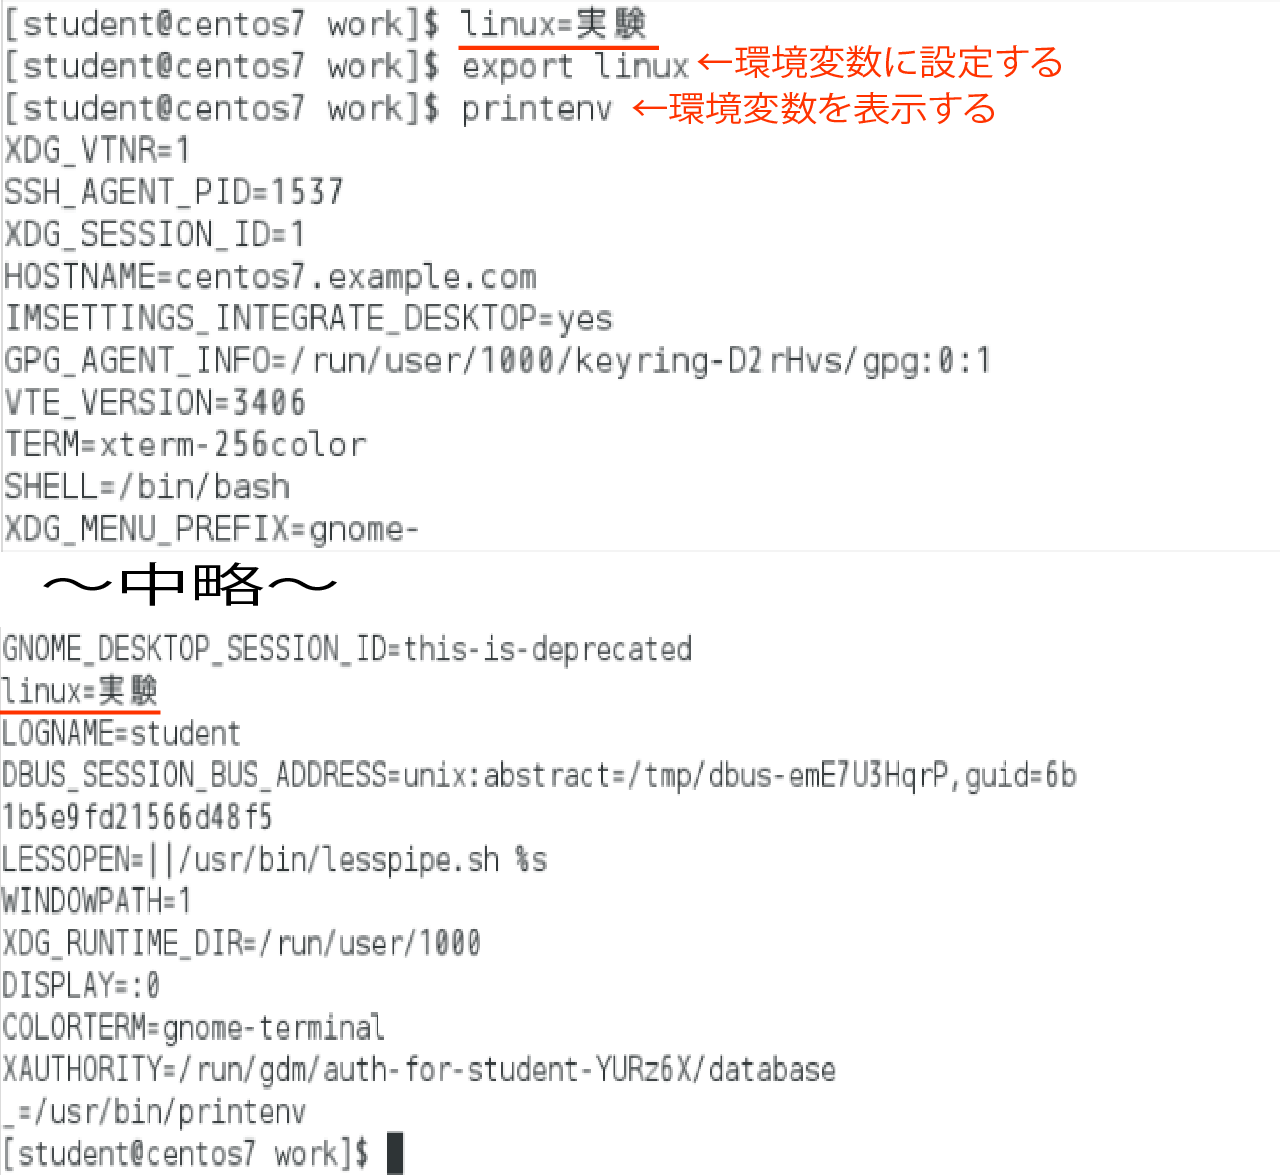 [student@centos7 work]$ linux=実験
[student@centos7 work]$ export linux ←環境変数に設定する
[student@centos7 work]$ printenv ←環境変数を表示する
XDG_VTNR=1
SSH_AGENT_PID=1537
XDG_SESSION_ID=1
HOSTNAME=centos7.example.com
IMSETTINGS_INTEGRATE_DESKTOP=yes
GPG_AGENT_INFO=/run/user/1000/keyring-D2rHvs/gpg:0:1
VTE_VERSION=3406
TERM=xterm-256color
SHELL=/bin/bash
XDG_MENU_PREFIX=gnome-
～中略～
GNOME_DESKTOP_SESSION_ID=this-is-deprecated
linux=実験
LOGNAME=student
DBUS_SESSION_BUS_ADDRESS=unix:abstract=/tmp/dbus-emE7U3HqrP,guid=6b
1b5e9fd21566d48f5
LESSOPEN=||/usr/bin/lesspipe.sh %s
WINDOWPATH=1
XDG_RUNTIME_DIR=/run/user/1000
DISPLAY=:0
COLORTERM=gnome-terminal
XAUTHORITY=/run/gdm/auth-for-student-YURz6X/database
_=/usr/bin/printenv
[student@centos7 work]$